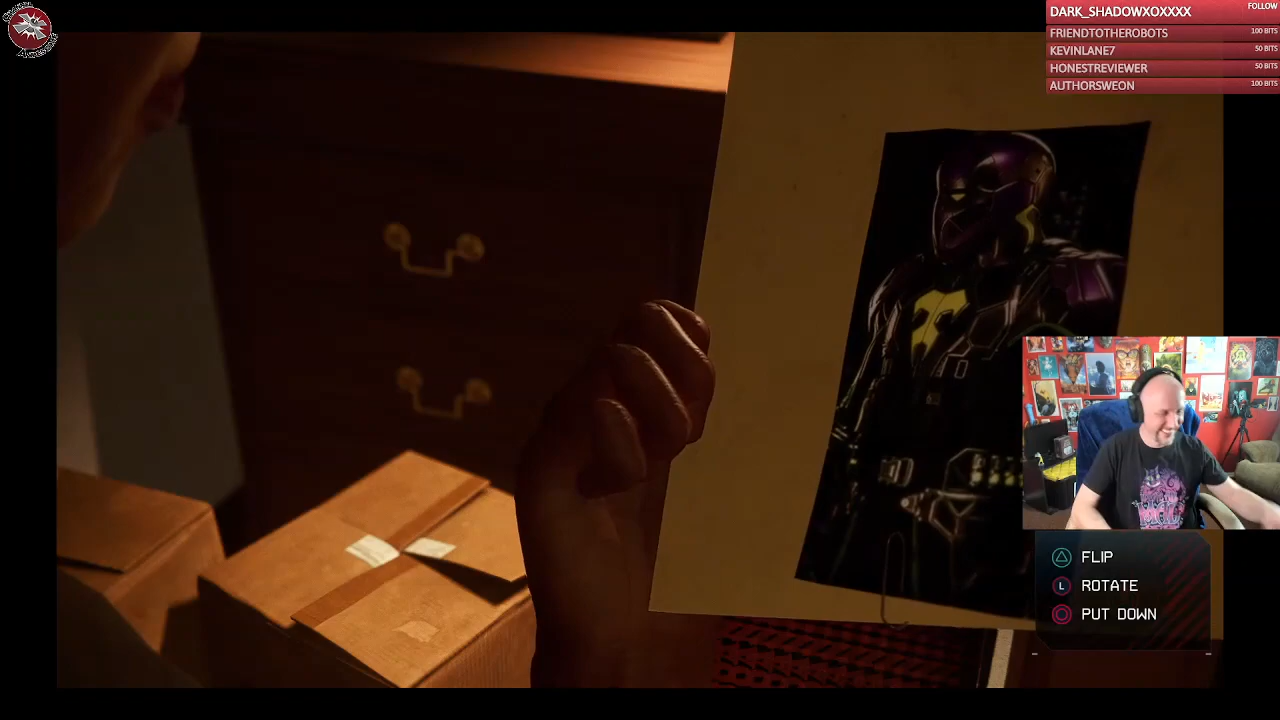 DARK_SHADOWXOXXXX FOLLOW
FRIENDTOTHEROBOTS 100 BITS
KEVINLANE7 50 BITS
HONESTREVIEWER 50 BITS
AUTHORSWEON 100 BITS
FLIP
L ROTATE
PUT DOWN